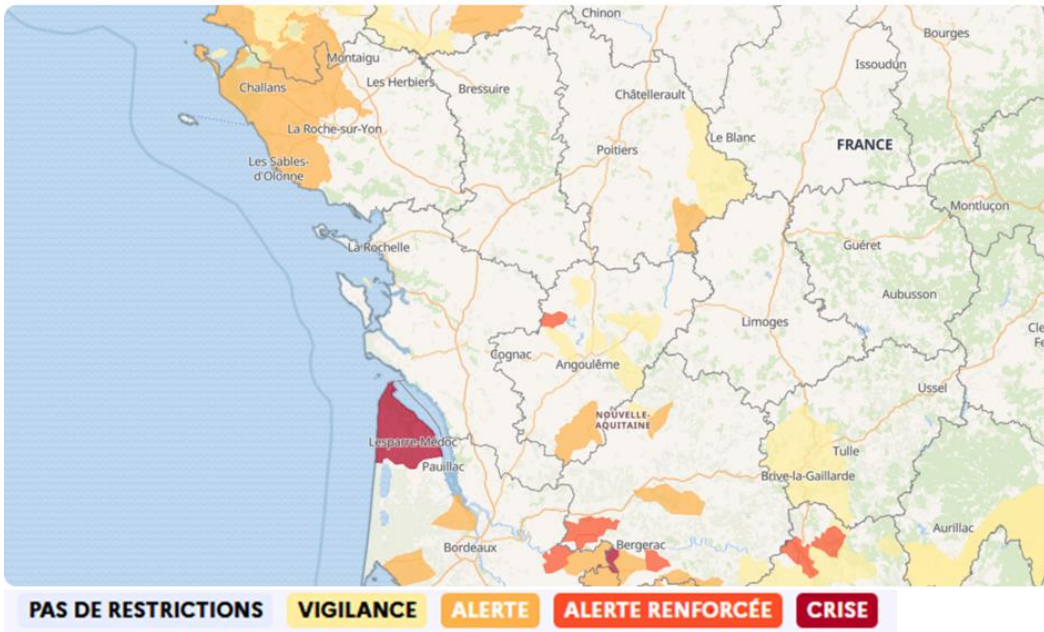 Chinon
Bourges
Montaigu
Issoudun
Challans
Les Herbiers
Bressuire
Châtellerault
La Roche-sur-Yon
Le Blanc
Poitiers
FRANCE
Les Sables-
d'Olonne
Montluçon
La Rochelle
Guéret
Aubusson
Limoges
Cle
Fe
Cognac
Angoulême
Ussel
NOUVELLE-
AQUITAINE
Lesparre-Médoc
Tulle
Pauillac
Brive-la-Gaillarde
Aurillac
Bordeaux
Bergerac
PAS DE RESTRICTIONS VIGILANCE ALERTE ALERTE RENFORCÉE CRISE